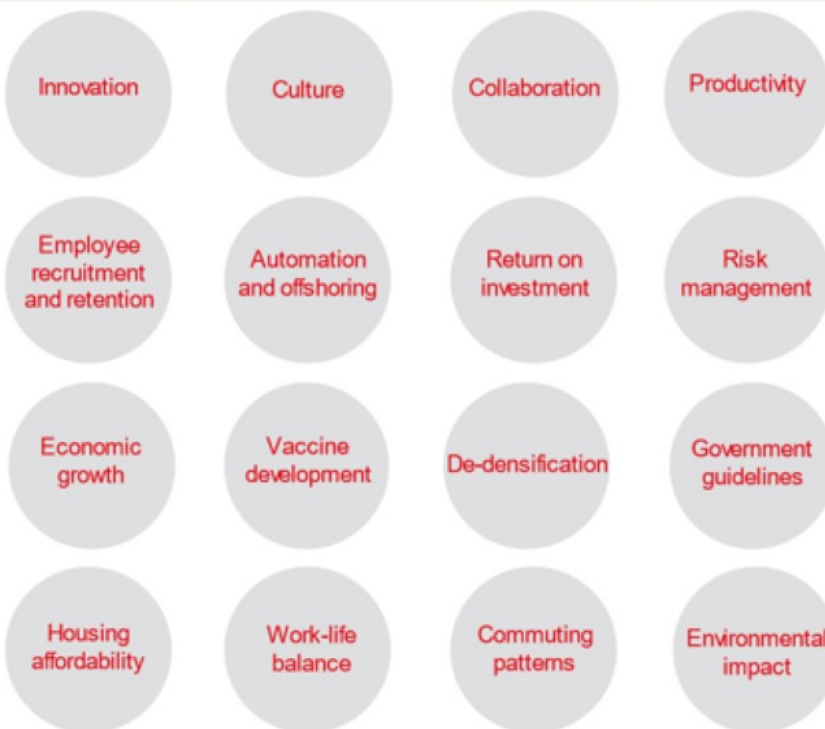 Innovation
Culture
Collaboration
Productivity
Employee
recruitment
and retention
Automation
and offshoring
Return on
investment
Risk
management
Economic
growth
Vaccine
development
De-densification
Government
guidelines
Housing
affordability
Work-life
balance
Commuting
patterns
Environmental
impact